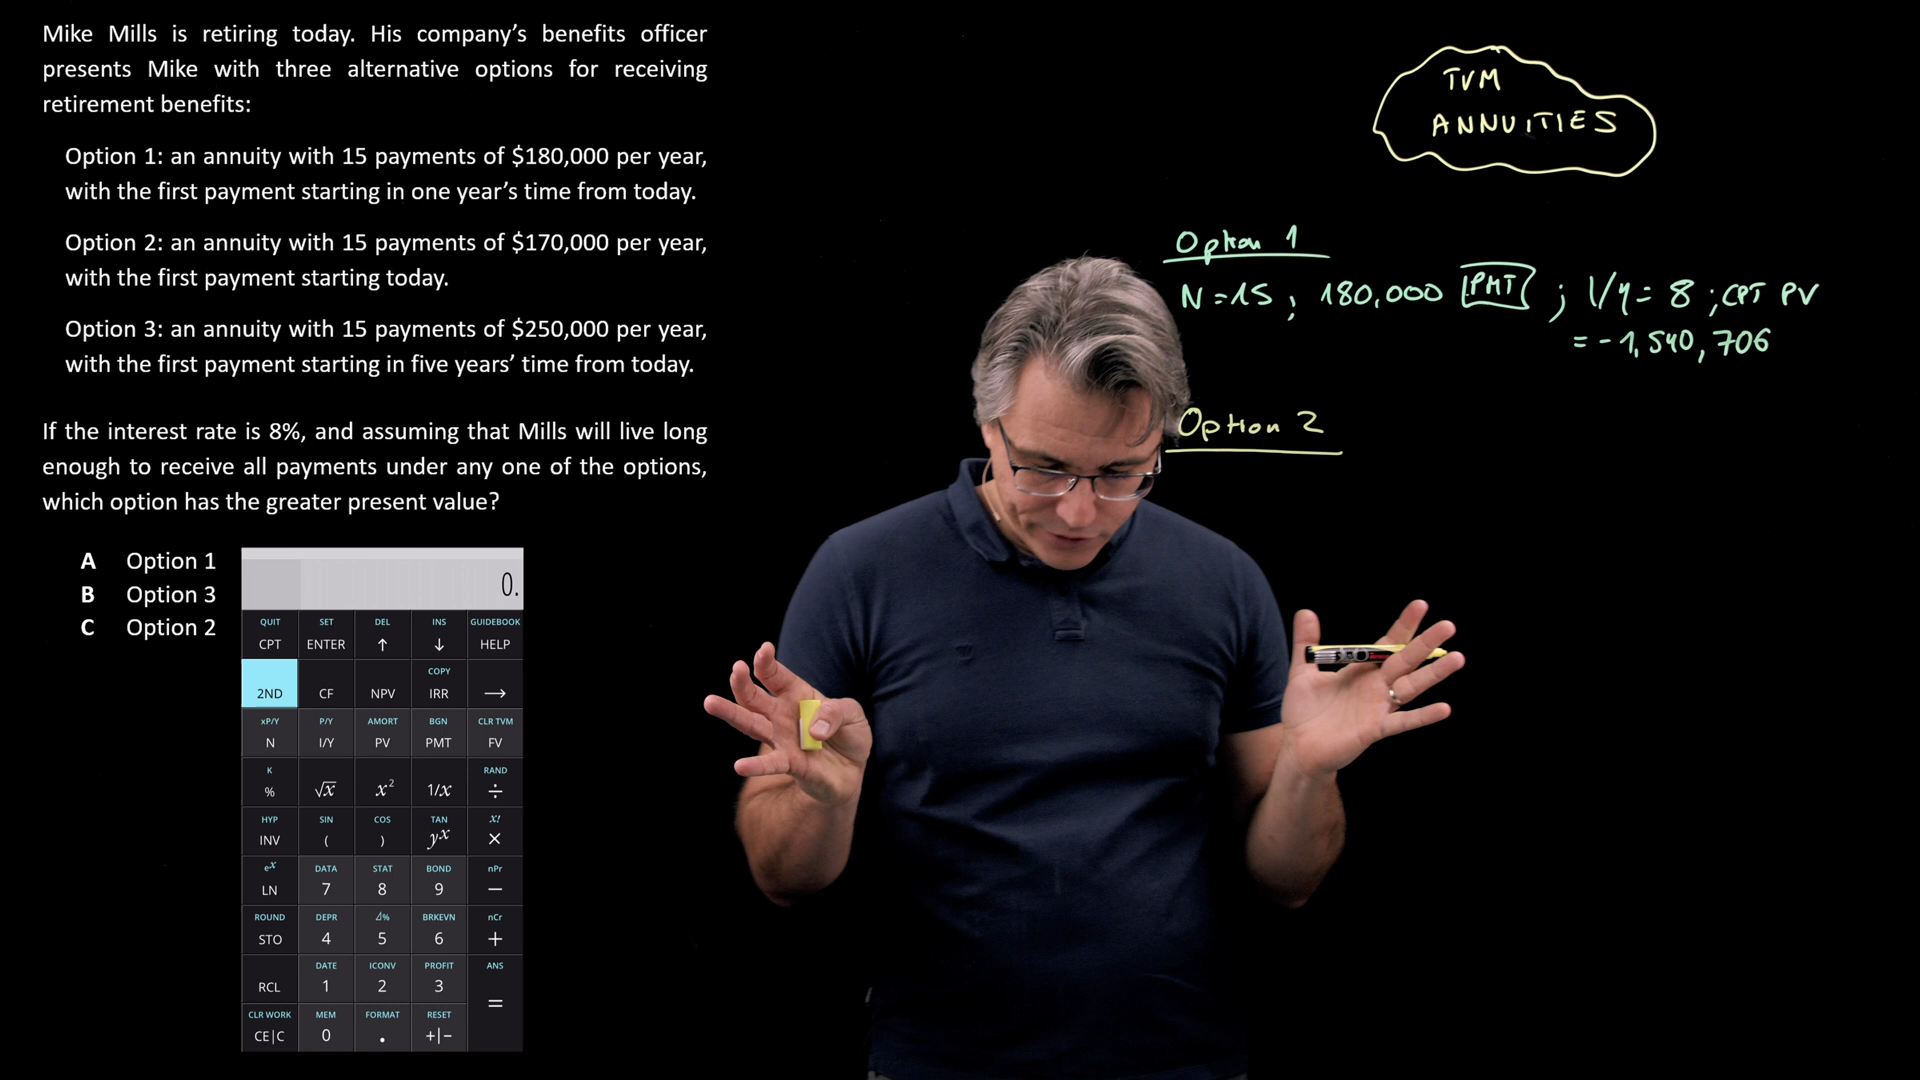 Mike Mills is retiring today. His company's benefits officer
presents Mike with three alternative options for receiving
retirement benefits:
Option 1: an annuity with 15 payments of $180,000 per year,
with the first payment starting in one year's time from today.
Option 2: an annuity with 15 payments of $170,000 per year,
with the first payment starting today.
Option 3: an annuity with 15 payments of $250,000 per year,
with the first payment starting in five years' time from today.
If the interest rate is 8%, and assuming that Mills will live long
enough to receive all payments under any one of the options,
which option has the greater present value?
A Option 1
B Option 3
C Option 2
0.
QUIT SET DEL INS GUIDEBOOK
CPT ENTER ↑ ↓ HELP
COPY
2ND CF NPV IRR →
xP/Y P/Y AMORT BGN CLR TVM
N I/Y PV PMT FV
K RAND
% √x x² 1/x ÷
HYP SIN COS TAN x!
INV ( ) yˣ ×
eˣ DATA STAT BOND nPr
LN 7 8 9 −
ROUND DEPR Δ% BRKEVN nCr
STO 4 5 6 +
DATE ICONV PROFIT ANS
RCL 1 2 3 =
CLR WORK MEM FORMAT RESET
CE|C 0 . +|−
TVM
ANNUITIES
Option 1
N = 15 ; 180,000 PMT ; I/Y = 8 ; CPT PV
= -1,540,706
Option 2